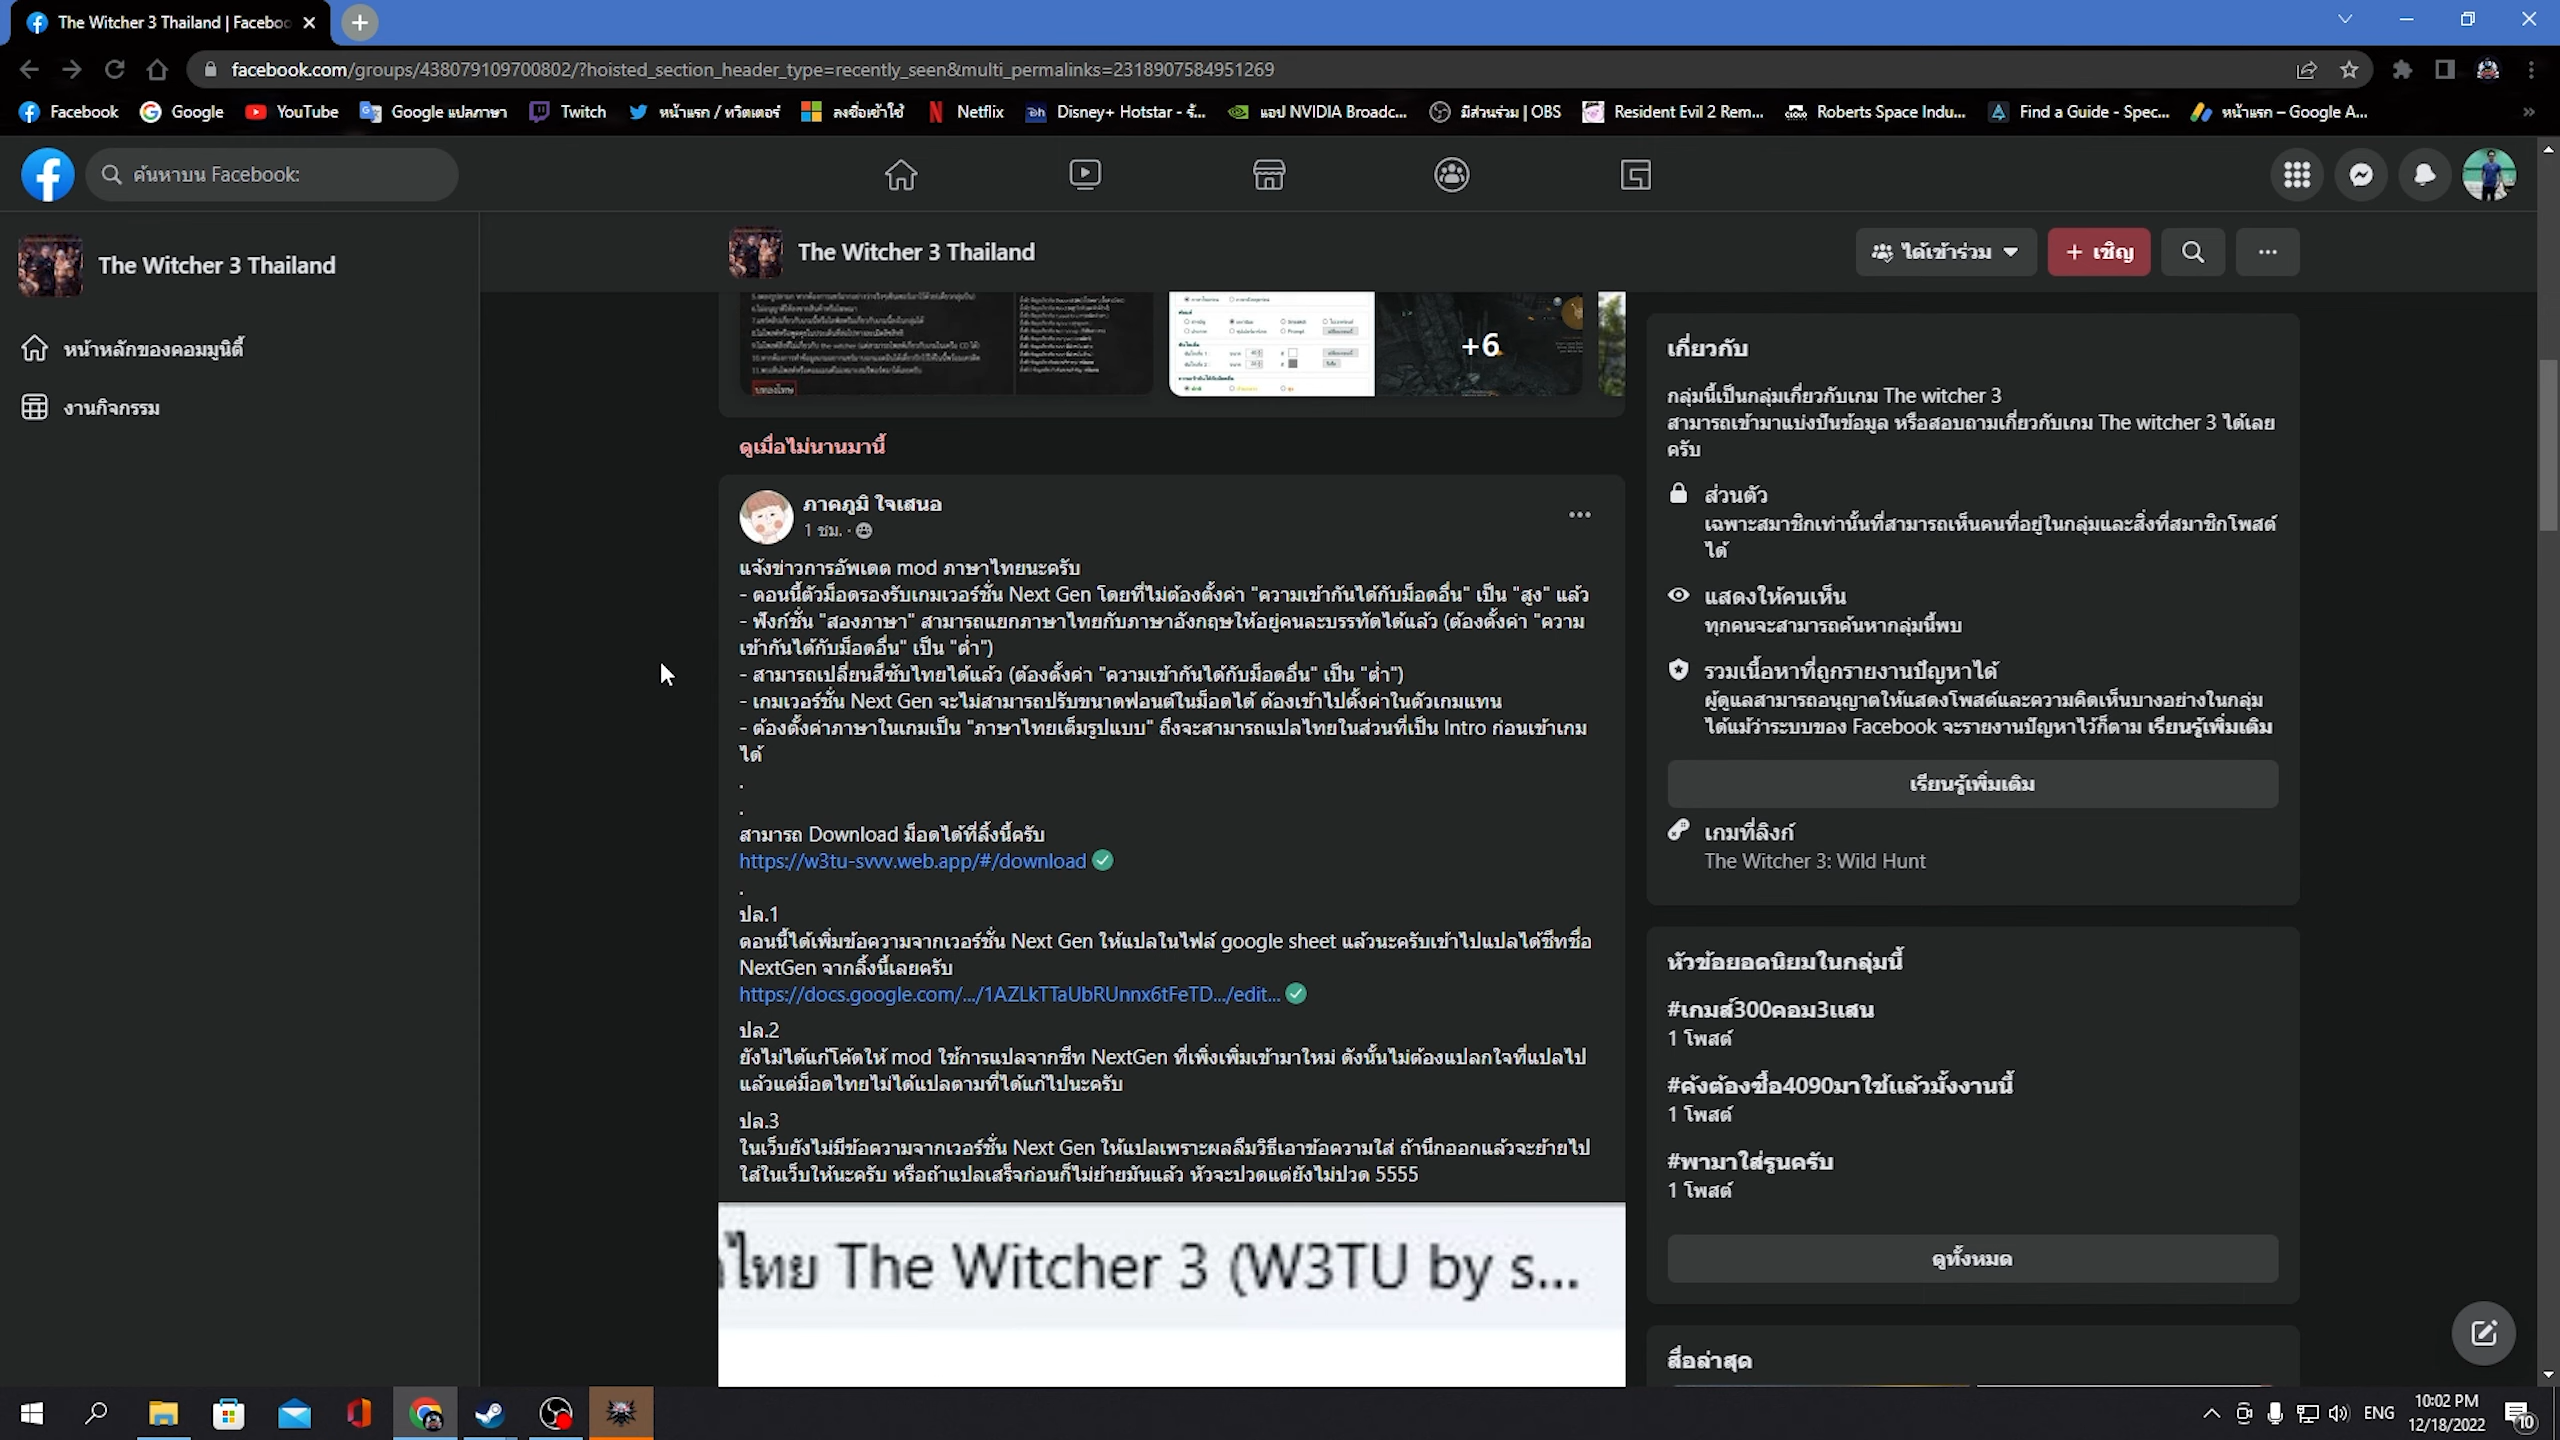 The Witcher 3 Thailand | Faceboo
facebook.com/groups/438079109700802/?hoisted_section_header_type=recently_seen&multi_permalinks=2318907584951269
Facebook
Google
YouTube
Google แปลภาษา
Twitch
หน้าแรก / ทวิตเตอร์
ลงชื่อเข้าใช้
Netflix
Disney+ Hotstar - รั...
แอป NVIDIA Broadc...
มีส่วนร่วม | OBS
Resident Evil 2 Rem...
Roberts Space Indu...
Find a Guide - Spec...
หน้าแรก – Google A...
ค้นหาบน Facebook:
The Witcher 3 Thailand
หน้าหลักของคอมมูนิตี้
งานกิจกรรม
The Witcher 3 Thailand
ได้เข้าร่วม
+ เชิญ
บทลงโทษ
+6
ดูเมื่อไม่นานมานี้
ภาคภูมิ ใจเสนอ
1 ชม. ·
แจ้งข่าวการอัพเดต mod ภาษาไทยนะครับ
- ตอนนี้ตัวม็อดรองรับเกมเวอร์ชั่น Next Gen โดยที่ไม่ต้องตั้งค่า "ความเข้ากันได้กับม็อดอื่น" เป็น "สูง" แล้ว
- ฟังก์ชั่น "สองภาษา" สามารถแยกภาษาไทยกับภาษาอังกฤษให้อยู่คนละบรรทัดได้แล้ว (ต้องตั้งค่า "ความ
เข้ากันได้กับม็อดอื่น" เป็น "ต่ำ")
- สามารถเปลี่ยนสีซับไทยได้แล้ว (ต้องตั้งค่า "ความเข้ากันได้กับม็อดอื่น" เป็น "ต่ำ")
- เกมเวอร์ชั่น Next Gen จะไม่สามารถปรับขนาดฟอนต์ในม็อดได้ ต้องเข้าไปตั้งค่าในตัวเกมแทน
- ต้องตั้งค่าภาษาในเกมเป็น "ภาษาไทยเต็มรูปแบบ" ถึงจะสามารถแปลไทยในส่วนที่เป็น Intro ก่อนเข้าเกม
ได้
.
.
สามารถ Download ม็อดได้ที่ลิ้งนี้ครับ
https://w3tu-svvv.web.app/#/download
.
ปล.1
ตอนนี้ได้เพิ่มข้อความจากเวอร์ชั่น Next Gen ให้แปลในไฟล์ google sheet แล้วนะครับเข้าไปแปลได้ชีทชื่อ
NextGen จากลิ้งนี้เลยครับ
https://docs.google.com/.../1AZLkTTaUbRUnnx6tFeTD.../edit...
ปล.2
ยังไม่ได้แก้โค้ดให้ mod ใช้การแปลจากชีท NextGen ที่เพิ่งเพิ่มเข้ามาใหม่ ดังนั้นไม่ต้องแปลกใจที่แปลไป
แล้วแต่ม็อดไทยไม่ได้แปลตามที่ได้แก้ไปนะครับ
ปล.3
ในเว็บยังไม่มีข้อความจากเวอร์ชั่น Next Gen ให้แปลเพราะผลลืมวิธีเอาข้อความใส่ ถ้านึกออกแล้วจะย้ายไป
ใส่ในเว็บให้นะครับ หรือถ้าแปลเสร็จก่อนก็ไม่ย้ายมันแล้ว หัวจะปวดแต่ยังไม่ปวด 5555
ไทย The Witcher 3 (W3TU by s...
เกี่ยวกับ
กลุ่มนี้เป็นกลุ่มเกี่ยวกับเกม The witcher 3
สามารถเข้ามาแบ่งปันข้อมูล หรือสอบถามเกี่ยวกับเกม The witcher 3 ได้เลย
ครับ
ส่วนตัว
เฉพาะสมาชิกเท่านั้นที่สามารถเห็นคนที่อยู่ในกลุ่มและสิ่งที่สมาชิกโพสต์
ได้
แสดงให้คนเห็น
ทุกคนจะสามารถค้นหากลุ่มนี้พบ
รวมเนื้อหาที่ถูกรายงานปัญหาได้
ผู้ดูแลสามารถอนุญาตให้แสดงโพสต์และความคิดเห็นบางอย่างในกลุ่ม
ได้แม้ว่าระบบของ Facebook จะรายงานปัญหาไว้ก็ตาม เรียนรู้เพิ่มเติม
เรียนรู้เพิ่มเติม
เกมที่ลิงก์
The Witcher 3: Wild Hunt
หัวข้อยอดนิยมในกลุ่มนี้
#เกมส์300คอม3แสน
1 โพสต์
#ค้งต้องซื้อ4090มาใช้แล้วมั้งงานนี้
1 โพสต์
#พามาใส่รูนครับ
1 โพสต์
ดูทั้งหมด
สื่อล่าสุด
ENG
10:02 PM
12/18/2022
10